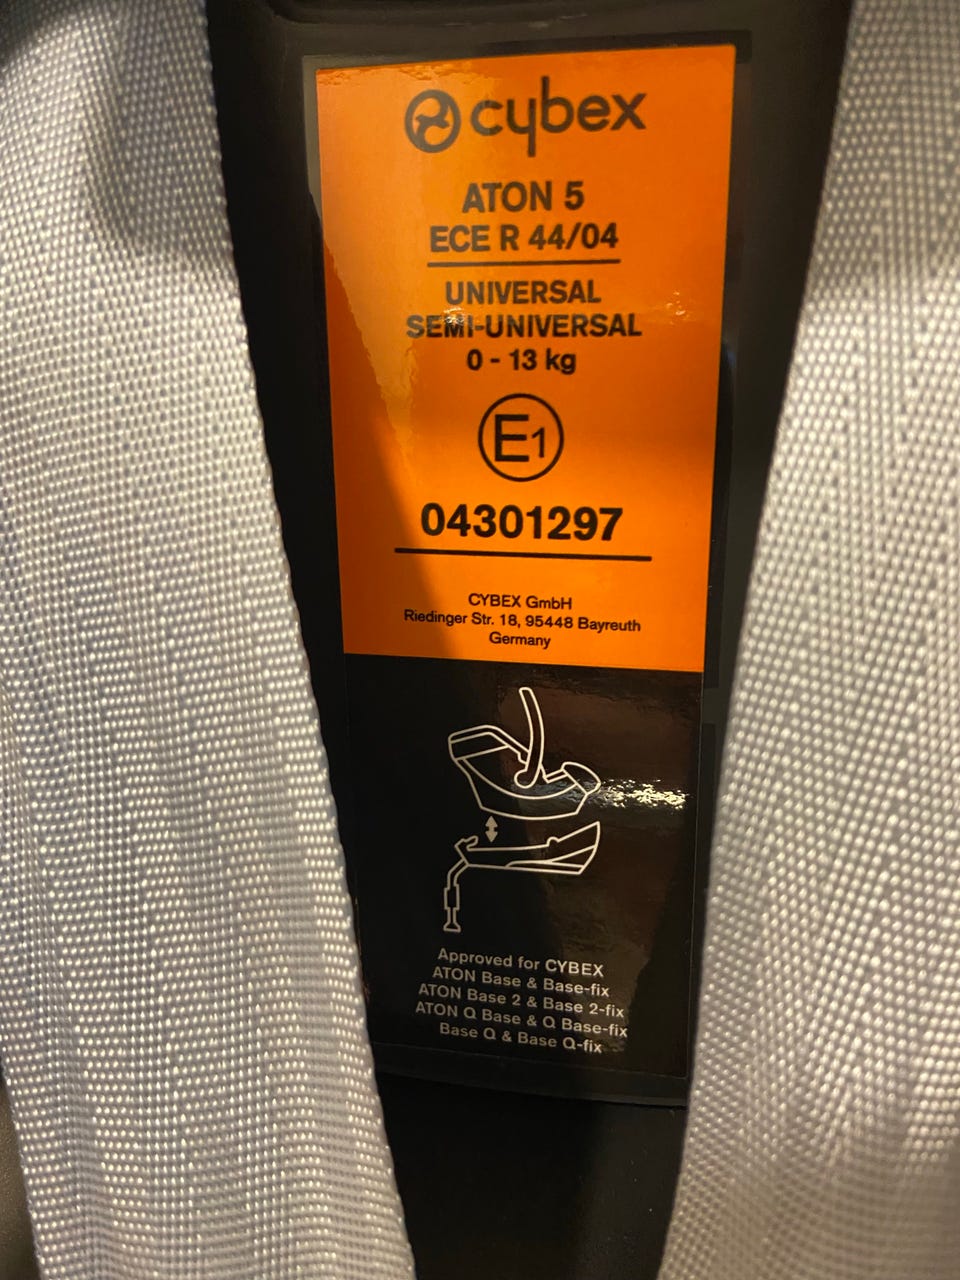 cybex
ATON 5
ECE R 44/04
UNIVERSAL
SEMI-UNIVERSAL
0 - 13 kg
E1
04301297
CYBEX GmbH
Riedinger Str. 18, 95448 Bayreuth
Germany
Approved for CYBEX
ATON Base & Base-fix
ATON Base 2 & Base 2-fix
ATON Q Base & Q Base-fix
Base Q & Base Q-fix